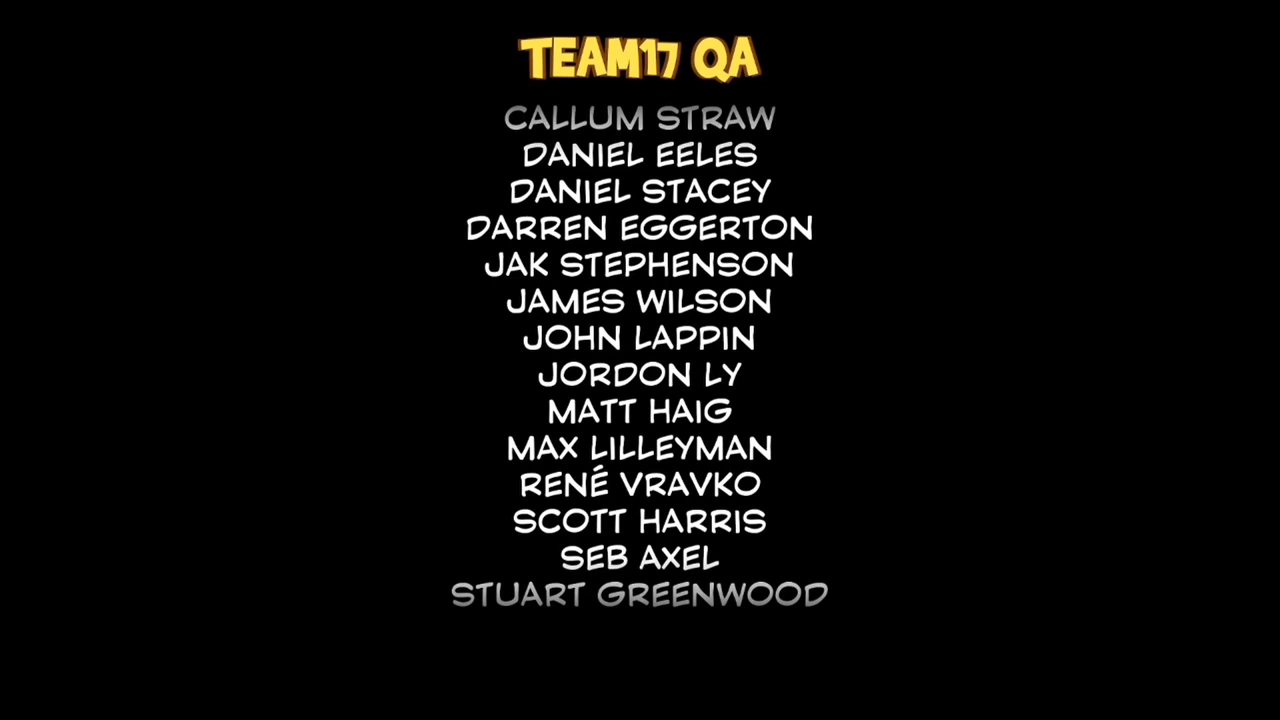 TEAM17 QA
CALLUM STRAW
DANIEL EELES
DANIEL STACEY
DARREN EGGERTON
JAK STEPHENSON
JAMES WILSON
JOHN LAPPIN
JORDON LY
MATT HAIG
MAX LILLEYMAN
RENÉ VRAVKO
SCOTT HARRIS
SEB AXEL
STUART GREENWOOD